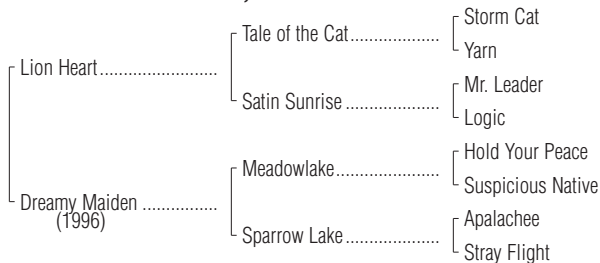 Storm Cat
Tale of the Cat...................
Yarn
Lion Heart.........................
Mr. Leader
Satin Sunrise ....................
Logic
Hold Your Peace
Meadowlake......................
Suspicious Native
Dreamy Maiden ................
(1996)
Apalachee
Sparrow Lake....................
Stray Flight